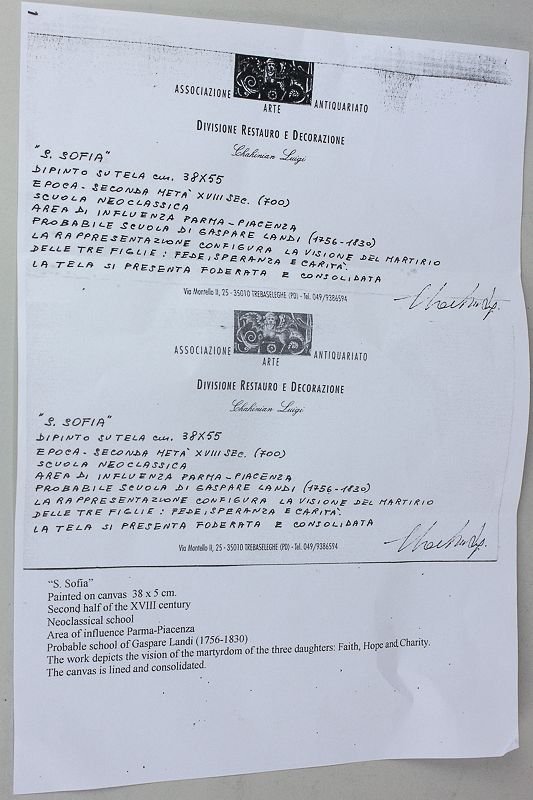 1
ASSOCIAZIONE ANTIQUARIATO
ARTE
DIVISIONE RESTAURO E DECORAZIONE
Chahinian Luigi
"S. SOFIA"
DIPINTO SU TELA cm. 38X55
EPOCA - SECONDA METÀ XVIII SEC. (700)
SCUOLA NEOCLASSICA
AREA DI INFLUENZA PARMA-PIACENZA
PROBABILE SCUOLA DI GASPARE LANDI (1756-1830)
LA RAPPRESENTAZIONE CONFIGURA LA VISIONE DEL MARTIRIO
DELLE TRE FIGLIE: FEDE, SPERANZA E CARITÀ.
LA TELA SI PRESENTA FODERATA E CONSOLIDATA
Via Montello II, 25 - 35010 TREBASELEGHE (PD) - Tel. 049/9386594
ASSOCIAZIONE ANTIQUARIATO
ARTE
DIVISIONE RESTAURO E DECORAZIONE
Chahinian Luigi
"S. SOFIA"
DIPINTO SU TELA cm. 38X55
EPOCA - SECONDA METÀ XVIII SEC. (700)
SCUOLA NEOCLASSICA
AREA DI INFLUENZA PARMA-PIACENZA
PROBABILE SCUOLA DI GASPARE LANDI (1756-1830)
LA RAPPRESENTAZIONE CONFIGURA LA VISIONE DEL MARTIRIO
DELLE TRE FIGLIE: FEDE, SPERANZA E CARITÀ.
LA TELA SI PRESENTA FODERATA E CONSOLIDATA
Via Montello II, 25 - 35010 TREBASELEGHE (PD) - Tel. 049/9386594
"S. Sofia"
Painted on canvas 38 x 5 cm.
Second half of the XVIII century
Neoclassical school
Area of influence Parma-Piacenza
Probable school of Gaspare Landi (1756-1830)
The work depicts the vision of the martyrdom of the three daughters: Faith, Hope and Charity.
The canvas is lined and consolidated.